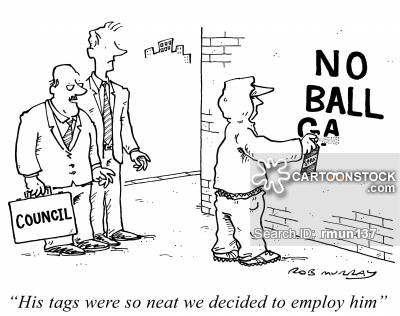 NO
BALL
GA
COUNCIL
CARTOONSTOCK
.com
Search ID: rmun137
ROB MURRAY
"His tags were so neat we decided to employ him"